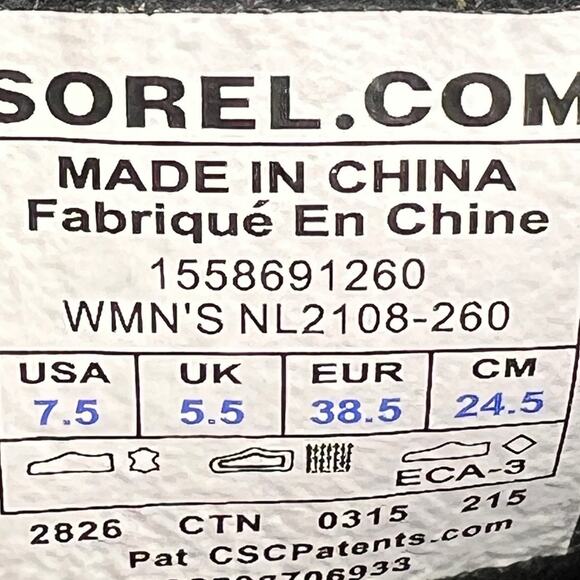 SOREL.COM
MADE IN CHINA
Fabriqué En Chine
1558691260
WMN'S NL2108-260
USA UK EUR CM
7.5 5.5 38.5 24.5
ECA-3
2826 CTN 0315 215
Pat CSCPatents.com